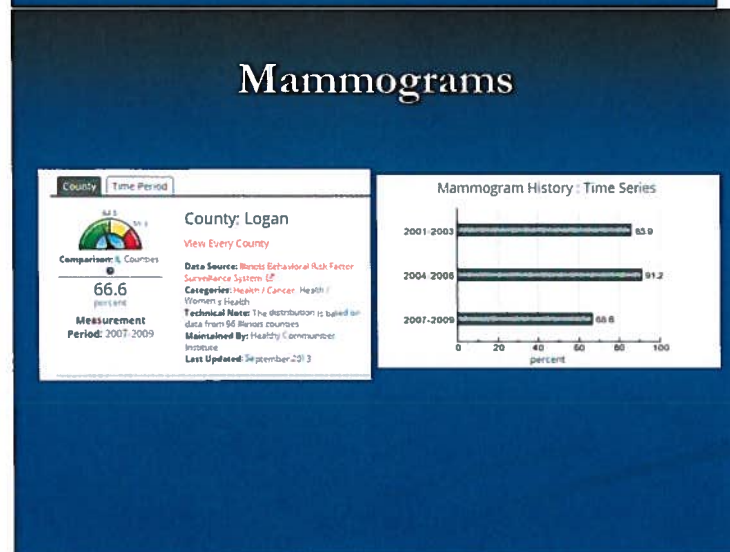 Mammograms
County Time Period
Comparison: IL Counties
66.6
percent
Measurement
Period: 2007-2009
County: Logan
View Every County
Data Source: Illinois Behavioral Risk Factor
Surveillance System
Categories: Health / Cancer, Health /
Women's Health
Technical Note: The distribution is based on
data from 96 Illinois counties
Maintained By: Healthy Communities
Institute
Last Updated: September 2013
Mammogram History : Time Series
2001-2003 83.9
2004-2006 91.2
2007-2009 66.6
0 20 40 60 80 100
percent